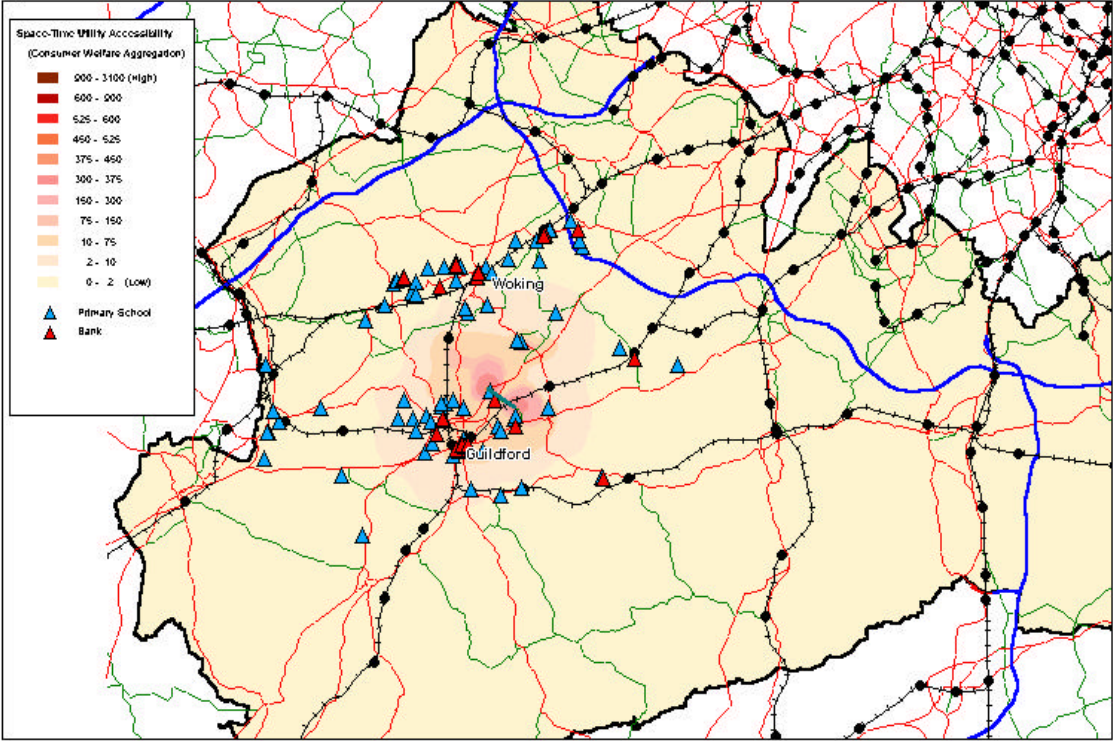 Space-Time Utility Accessibility
(Consumer Welfare Aggregation)
900 - 3100 (High)
600 - 900
525 - 600
450 - 525
375 - 450
300 - 375
150 - 300
75 - 150
10 - 75
2 - 10
0 - 2 (Low)
Primary School
Bank
Woking
Guildford